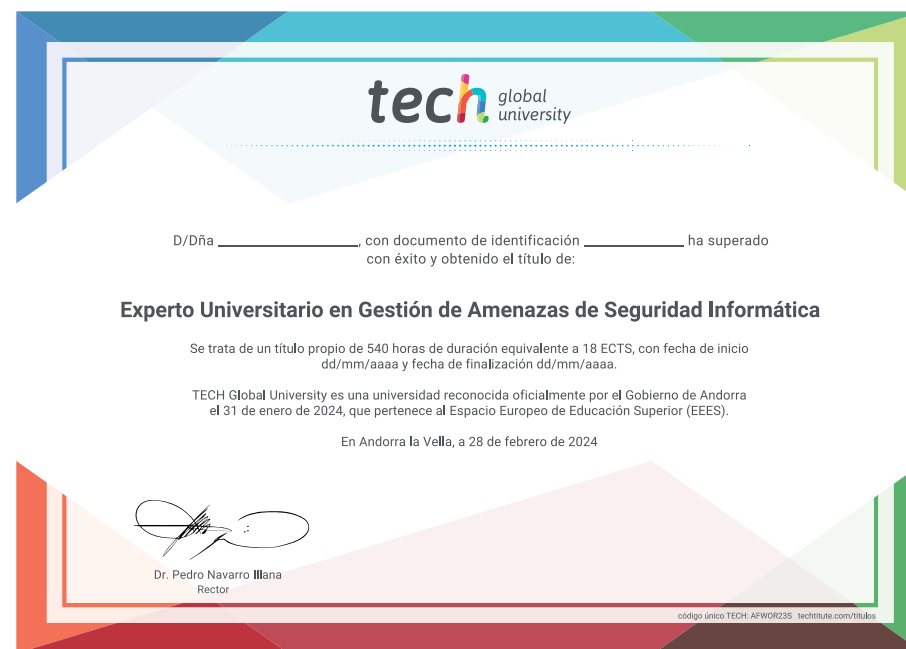 tech global university
D/Dña ____________, con documento de identificación ____________ ha superado
con éxito y obtenido el título de:
Experto Universitario en Gestión de Amenazas de Seguridad Informática
Se trata de un título propio de 540 horas de duración equivalente a 18 ECTS, con fecha de inicio
dd/mm/aaaa y fecha de finalización dd/mm/aaaa.
TECH Global University es una universidad reconocida oficialmente por el Gobierno de Andorra
el 31 de enero de 2024, que pertenece al Espacio Europeo de Educación Superior (EEES).
En Andorra la Vella, a 28 de febrero de 2024
Dr. Pedro Navarro Illana
Rector
código único TECH: AFWOR23S techtitute.com/titulos